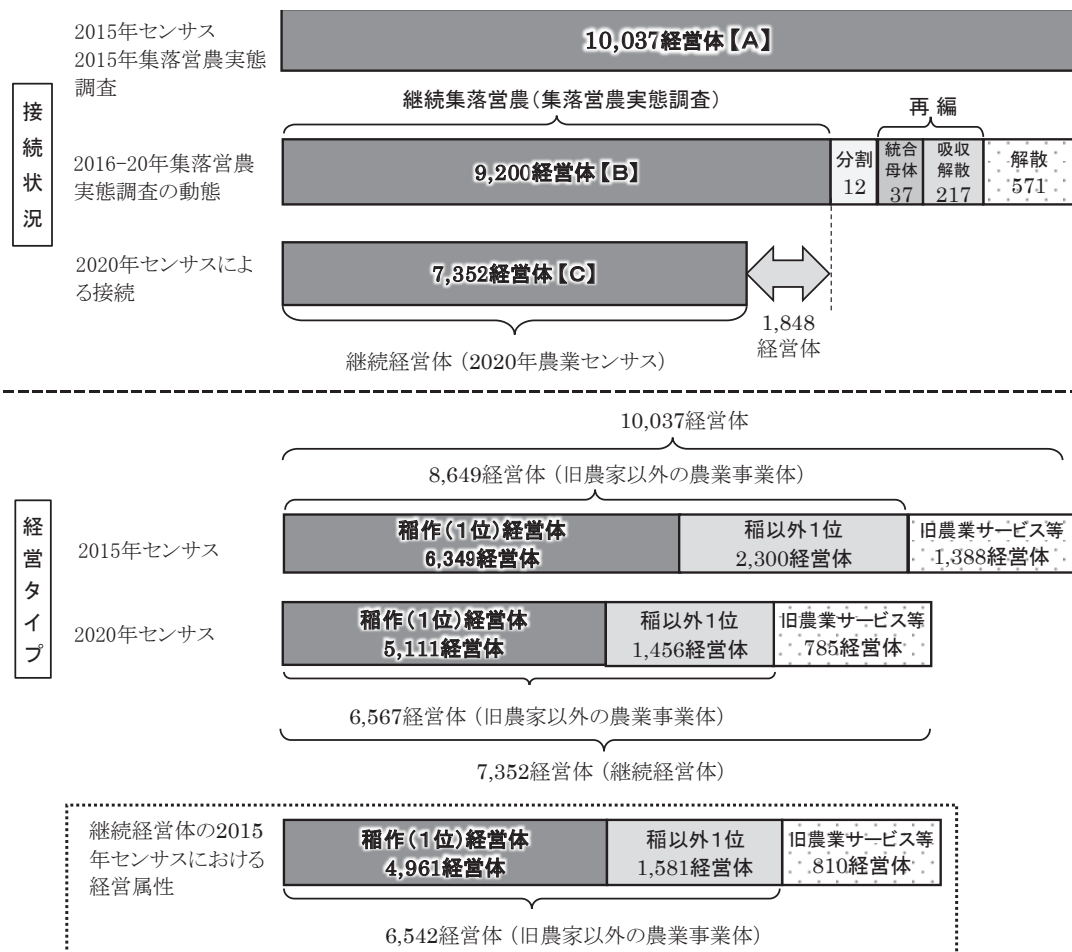 2015年センサス
2015年集落営農実態
調査
10,037経営体【A】
接続状況
継続集落営農(集落営農実態調査)
再 編
2016-20年集落営農
実態調査の動態
9,200経営体【B】
分割
12
統合
母体
37
吸収
解散
217
解散
571
2020年センサスによ
る接続
7,352経営体【C】
1,848
経営体
継続経営体 (2020年農業センサス)
10,037経営体
8,649経営体 (旧農家以外の農業事業体)
経営タイプ
2015年センサス
稲作(1位)経営体
6,349経営体
稲以外1位
2,300経営体
旧農業サービス等
1,388経営体
2020年センサス
稲作(1位)経営体
5,111経営体
稲以外1位
1,456経営体
旧農業サービス等
785経営体
6,567経営体 (旧農家以外の農業事業体)
7,352経営体 (継続経営体)
継続経営体の2015
年センサスにおける
経営属性
稲作(1位)経営体
4,961経営体
稲以外1位
1,581経営体
旧農業サービス等
810経営体
6,542経営体 (旧農家以外の農業事業体)